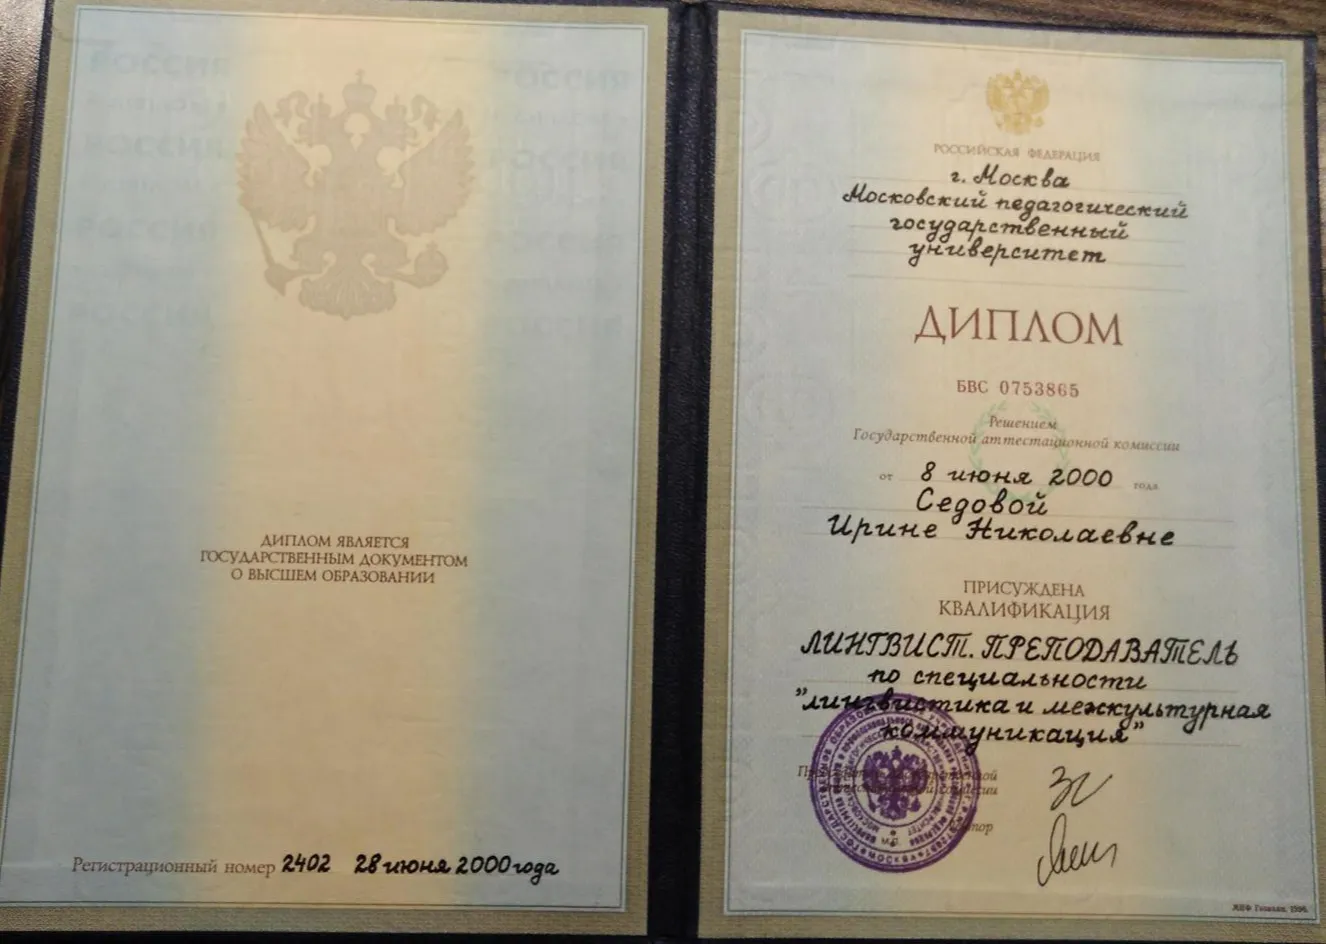 ДИПЛОМ ЯВЛЯЕТСЯ
ГОСУДАРСТВЕННЫМ ДОКУМЕНТОМ
О ВЫСШЕМ ОБРАЗОВАНИИ
Регистрационный номер 2402 28 июня 2000 года
РОССИЙСКАЯ ФЕДЕРАЦИЯ
г. Москва
Московский педагогический
государственный
университет
ДИПЛОМ
БВС 0753865
Решением
Государственной аттестационной комиссии
от 8 июня 2000 года
Седовой
Ирине Николаевне
ПРИСУЖДЕНА
КВАЛИФИКАЦИЯ
ЛИНГВИСТ. ПРЕПОДАВАТЕЛЬ
по специальности
"лингвистика и межкультурная
коммуникация"